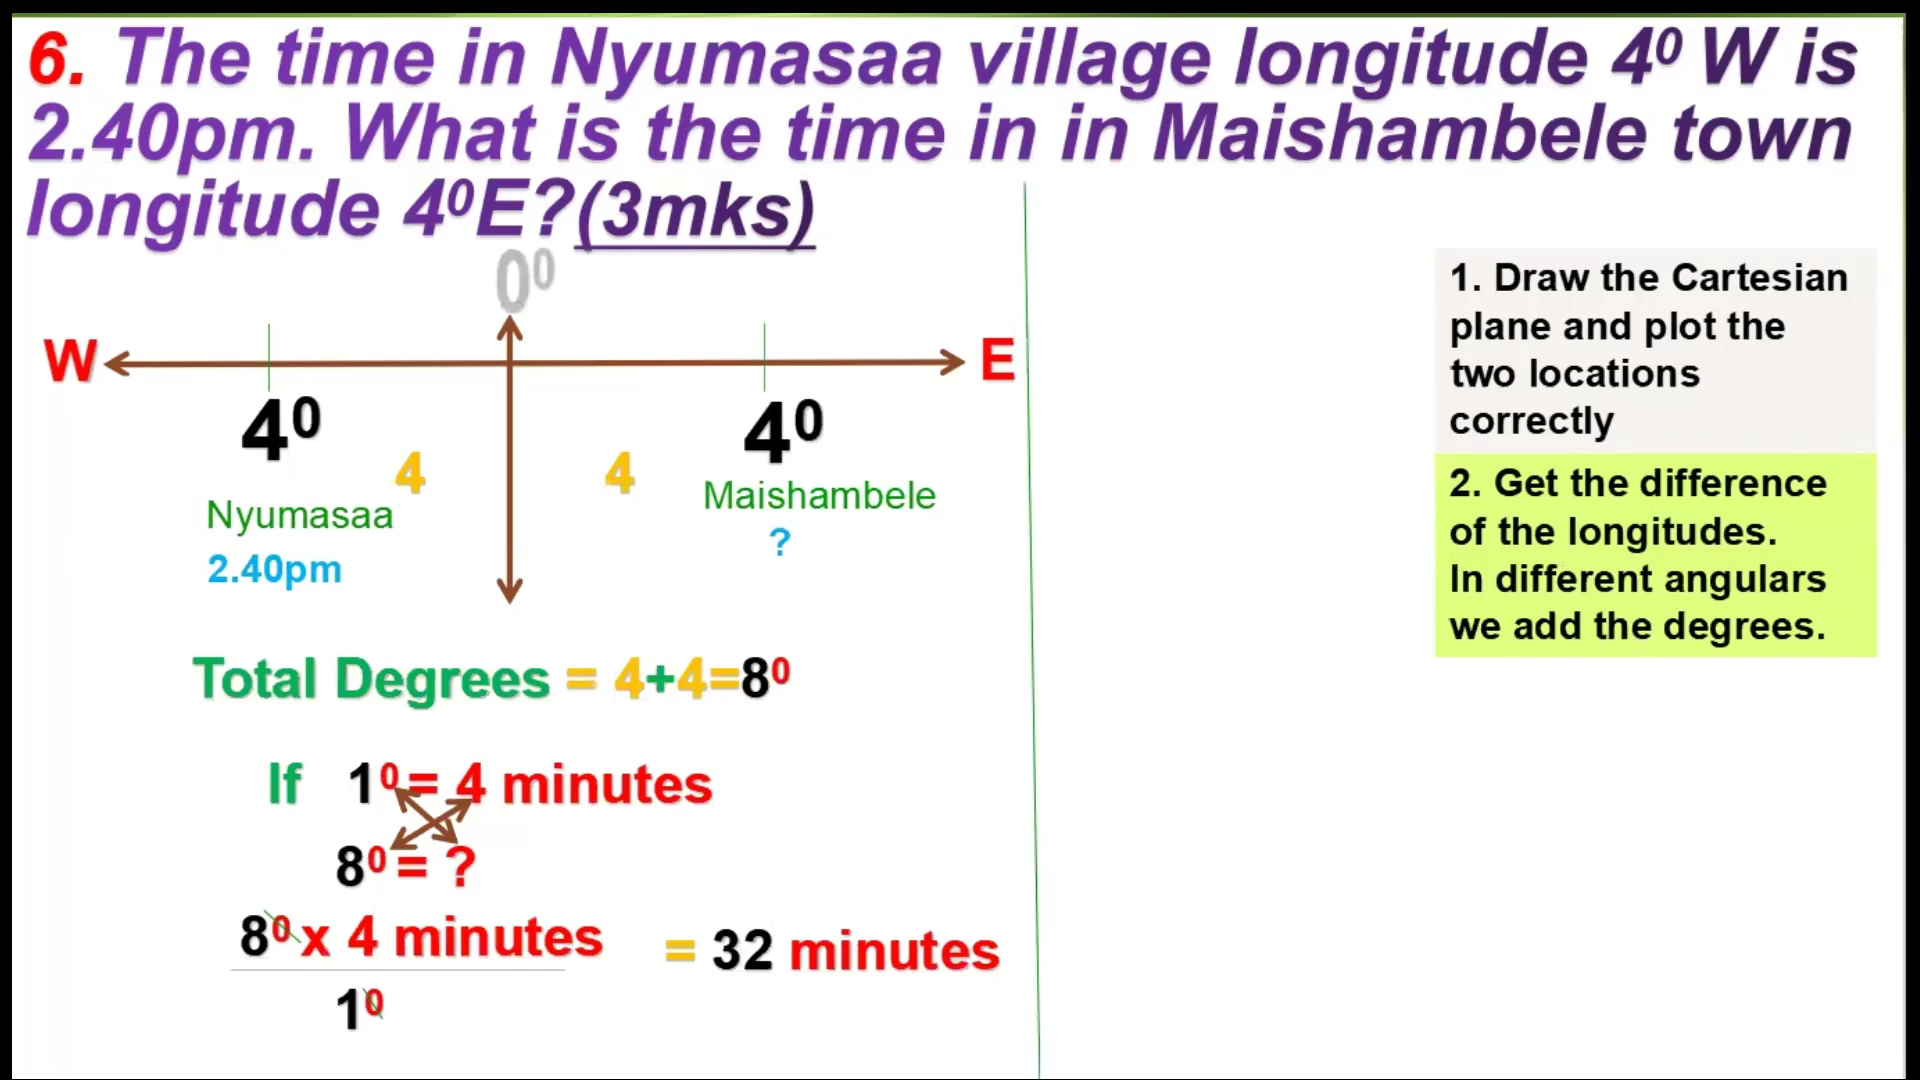 6. The time in Nyumasaa village longitude 4⁰ W is
2.40pm. What is the time in in Maishambele town
longitude 4⁰E?(3mks)
0⁰
W E
4⁰ 4⁰
4 4
Nyumasaa Maishambele
2.40pm ?
Total Degrees = 4+4=8⁰
If 1⁰= 4 minutes
8⁰= ?
8⁰ x 4 minutes = 32 minutes
1⁰
1. Draw the Cartesian
plane and plot the
two locations
correctly
2. Get the difference
of the longitudes.
In different angulars
we add the degrees.